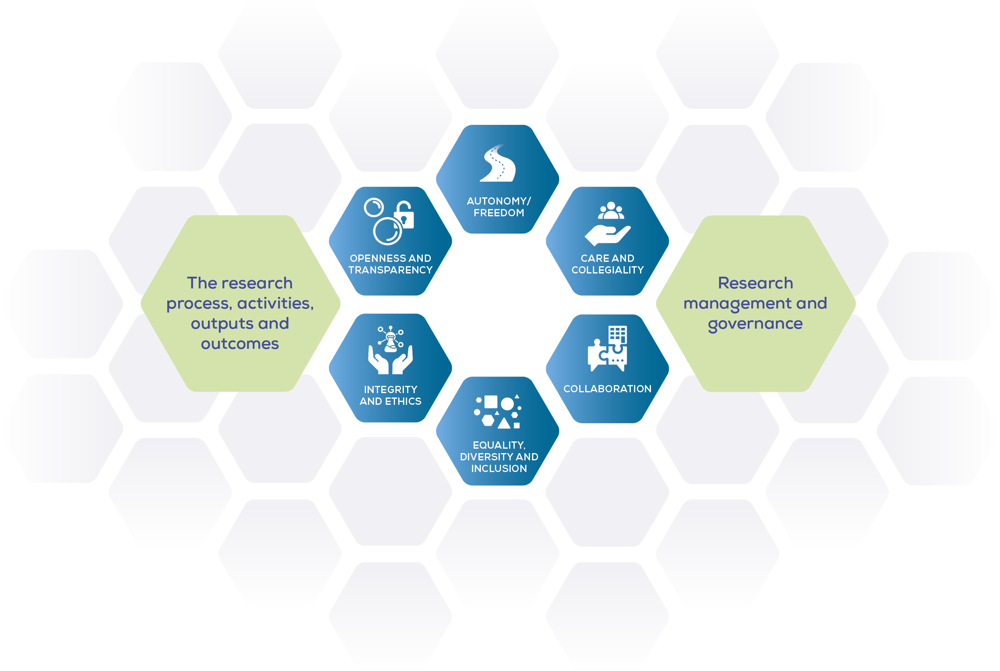 AUTONOMY/
FREEDOM
OPENNESS AND
TRANSPARENCY
CARE AND
COLLEGIALITY
The research
process, activities,
outputs and
outcomes
Research
management and
governance
INTEGRITY
AND ETHICS
COLLABORATION
EQUALITY,
DIVERSITY AND
INCLUSION